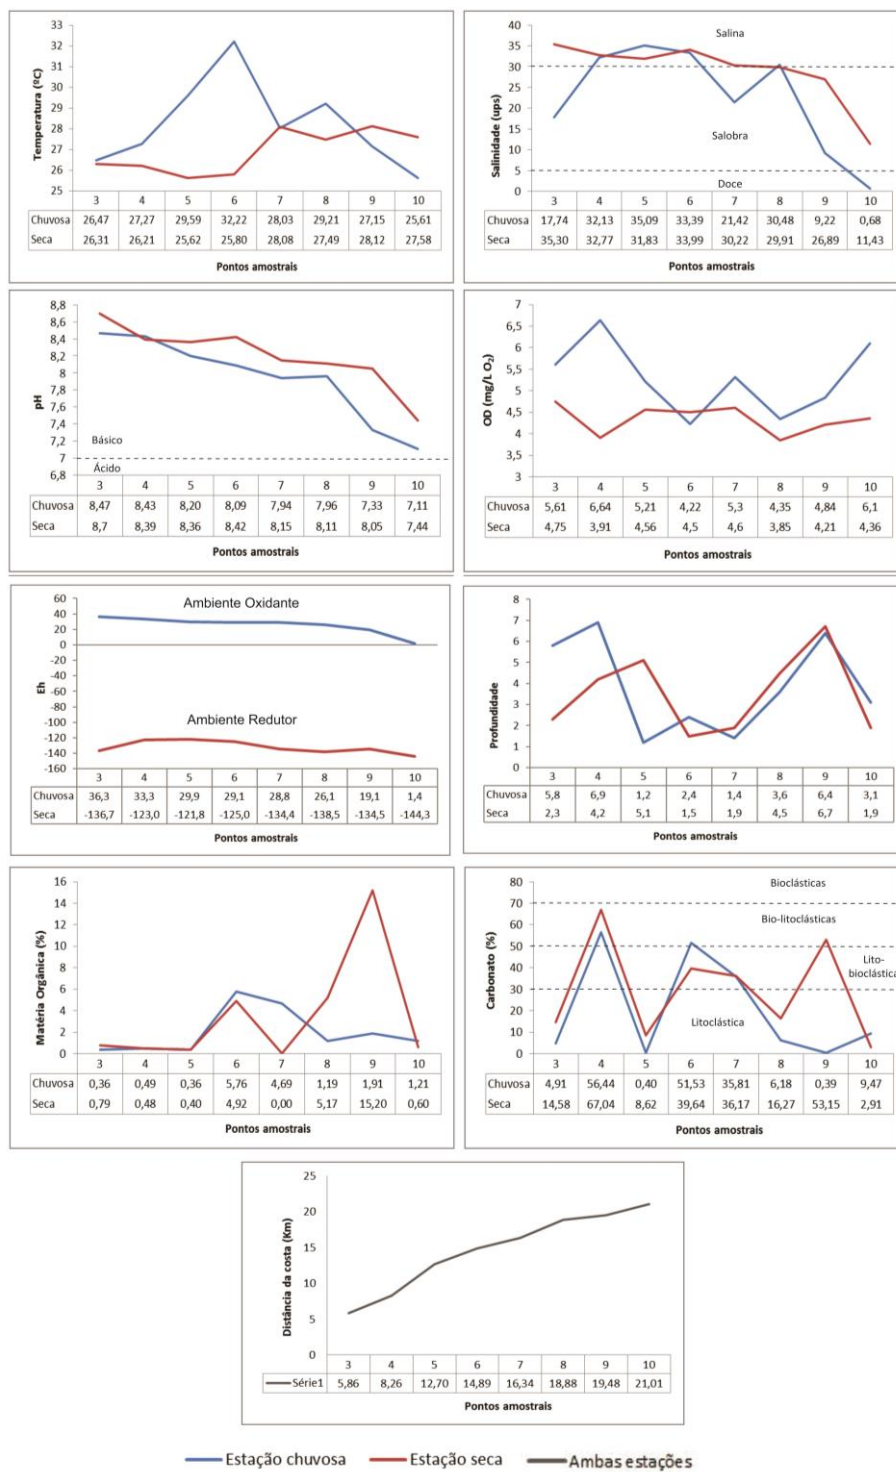 33
32
31
30
29
28
27
26
25
Temperatura (ºC)
3 4 5 6 7 8 9 10
Chuvosa 26,47 27,27 29,59 32,22 28,03 29,21 27,15 25,61
Seca 26,31 26,21 25,62 25,80 28,08 27,49 28,12 27,58
Pontos amostrais
40
35
30
25
20
15
10
5
0
Salinidade (ups)
Salina
Salobra
Doce
3 4 5 6 7 8 9 10
Chuvosa 17,74 32,13 35,09 33,39 21,42 30,48 9,22 0,68
Seca 35,30 32,77 31,83 33,99 30,22 29,91 26,89 11,43
Pontos amostrais
8,8
8,6
8,4
8,2
8
7,8
7,6
7,4
7,2
7
6,8
pH
Básico
Ácido
3 4 5 6 7 8 9 10
Chuvosa 8,47 8,43 8,20 8,09 7,94 7,96 7,33 7,11
Seca 8,7 8,39 8,36 8,42 8,15 8,11 8,05 7,44
Pontos amostrais
7
6,5
6
5,5
5
4,5
4
3,5
3
OD (mg/L O₂)
3 4 5 6 7 8 9 10
Chuvosa 5,61 6,64 5,21 4,22 5,3 4,35 4,84 6,1
Seca 4,75 3,91 4,56 4,5 4,6 3,85 4,21 4,36
Pontos amostrais
60
40
20
0
-20
-40
-60
-80
-100
-120
-140
-160
Eh
Ambiente Oxidante
Ambiente Redutor
3 4 5 6 7 8 9 10
Chuvosa 36,3 33,3 29,9 29,1 28,8 26,1 19,1 1,4
Seca -136,7 -123,0 -121,8 -125,0 -134,4 -138,5 -134,5 -144,3
Pontos amostrais
8
7
6
5
4
3
2
1
0
Profundidade
3 4 5 6 7 8 9 10
Chuvosa 5,8 6,9 1,2 2,4 1,4 3,6 6,4 3,1
Seca 2,3 4,2 5,1 1,5 1,9 4,5 6,7 1,9
Pontos amostrais
16
14
12
10
8
6
4
2
0
Matéria Orgânica (%)
3 4 5 6 7 8 9 10
Chuvosa 0,36 0,49 0,36 5,76 4,69 1,19 1,91 1,21
Seca 0,79 0,48 0,40 4,92 0,00 5,17 15,20 0,60
Pontos amostrais
80
70
60
50
40
30
20
10
0
Carbonato (%)
Bioclásticas
Bio-litoclásticas
Lito-
bioclástica
Litoclástica
3 4 5 6 7 8 9 10
Chuvosa 4,91 56,44 0,40 51,53 35,81 6,18 0,39 9,47
Seca 14,58 67,04 8,62 39,64 36,17 16,27 53,15 2,91
Pontos amostrais
25
20
15
10
5
0
Distância da costa (Km)
3 4 5 6 7 8 9 10
Série1 5,86 8,26 12,70 14,89 16,34 18,88 19,48 21,01
Pontos amostrais
Estação chuvosa Estação seca Ambas estações